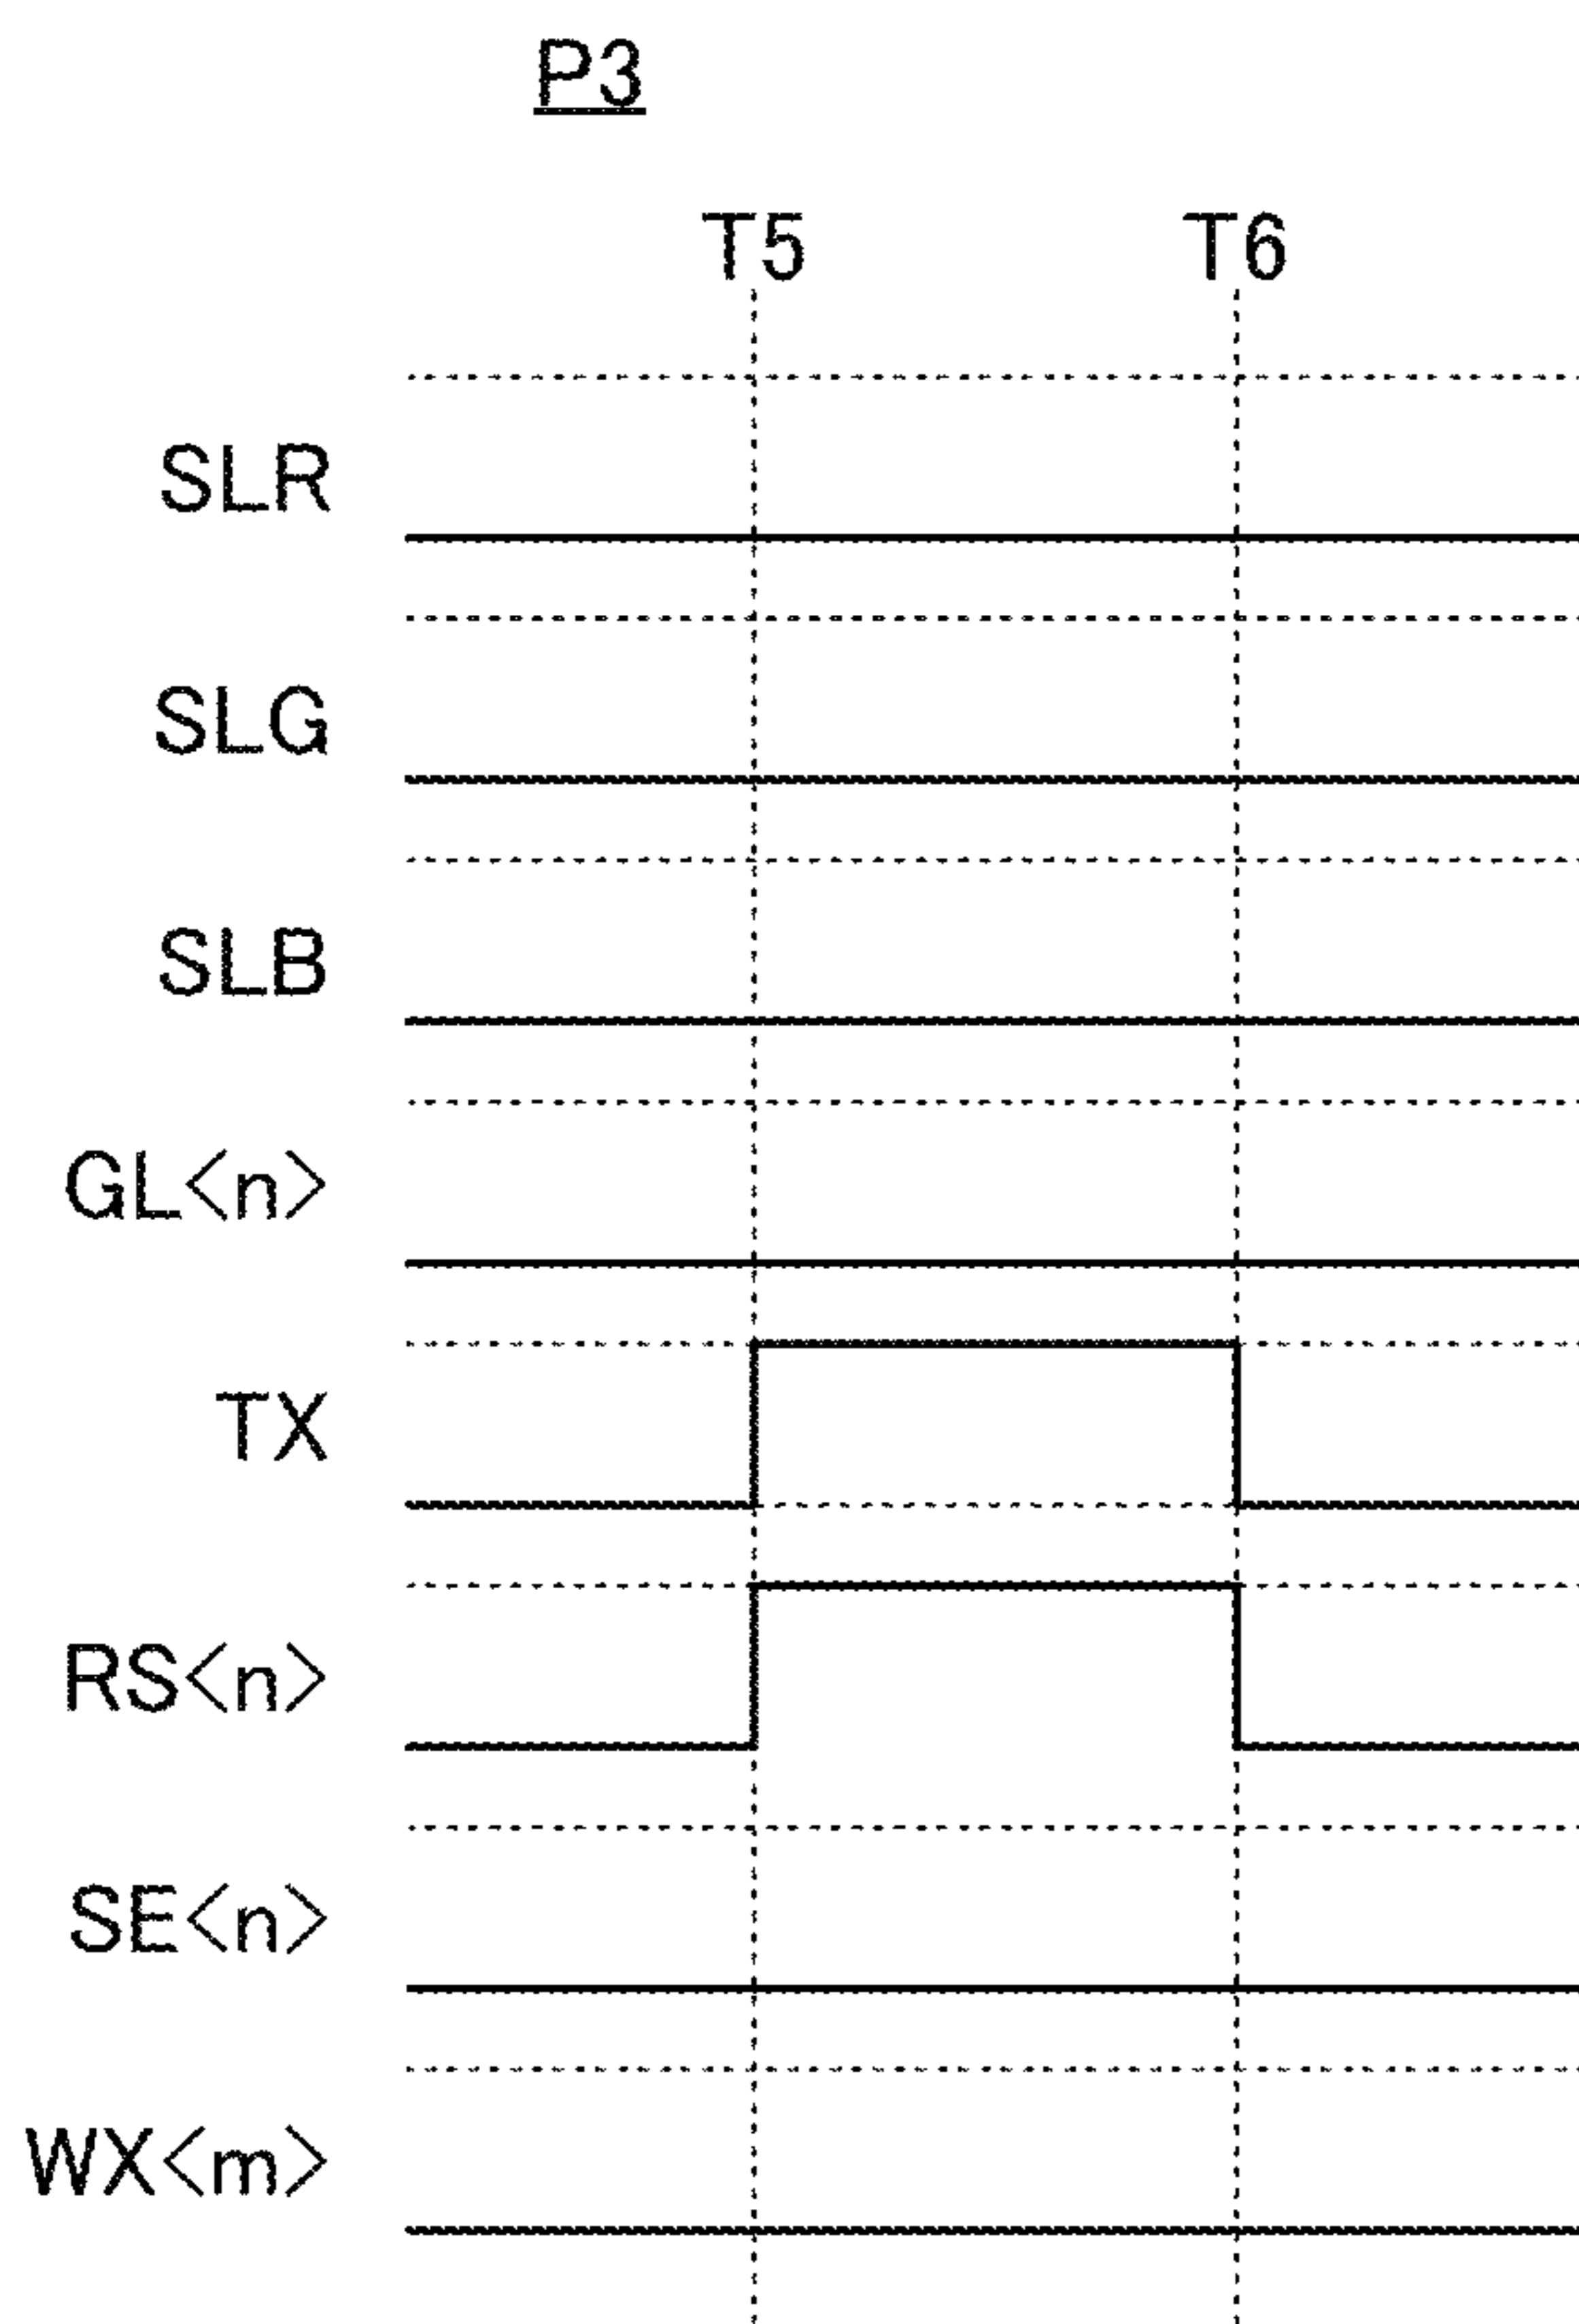 P3
T5 T6
SLR
SLG
SLB
GL<n>
TX
RS<n>
SE<n>
WX<m>